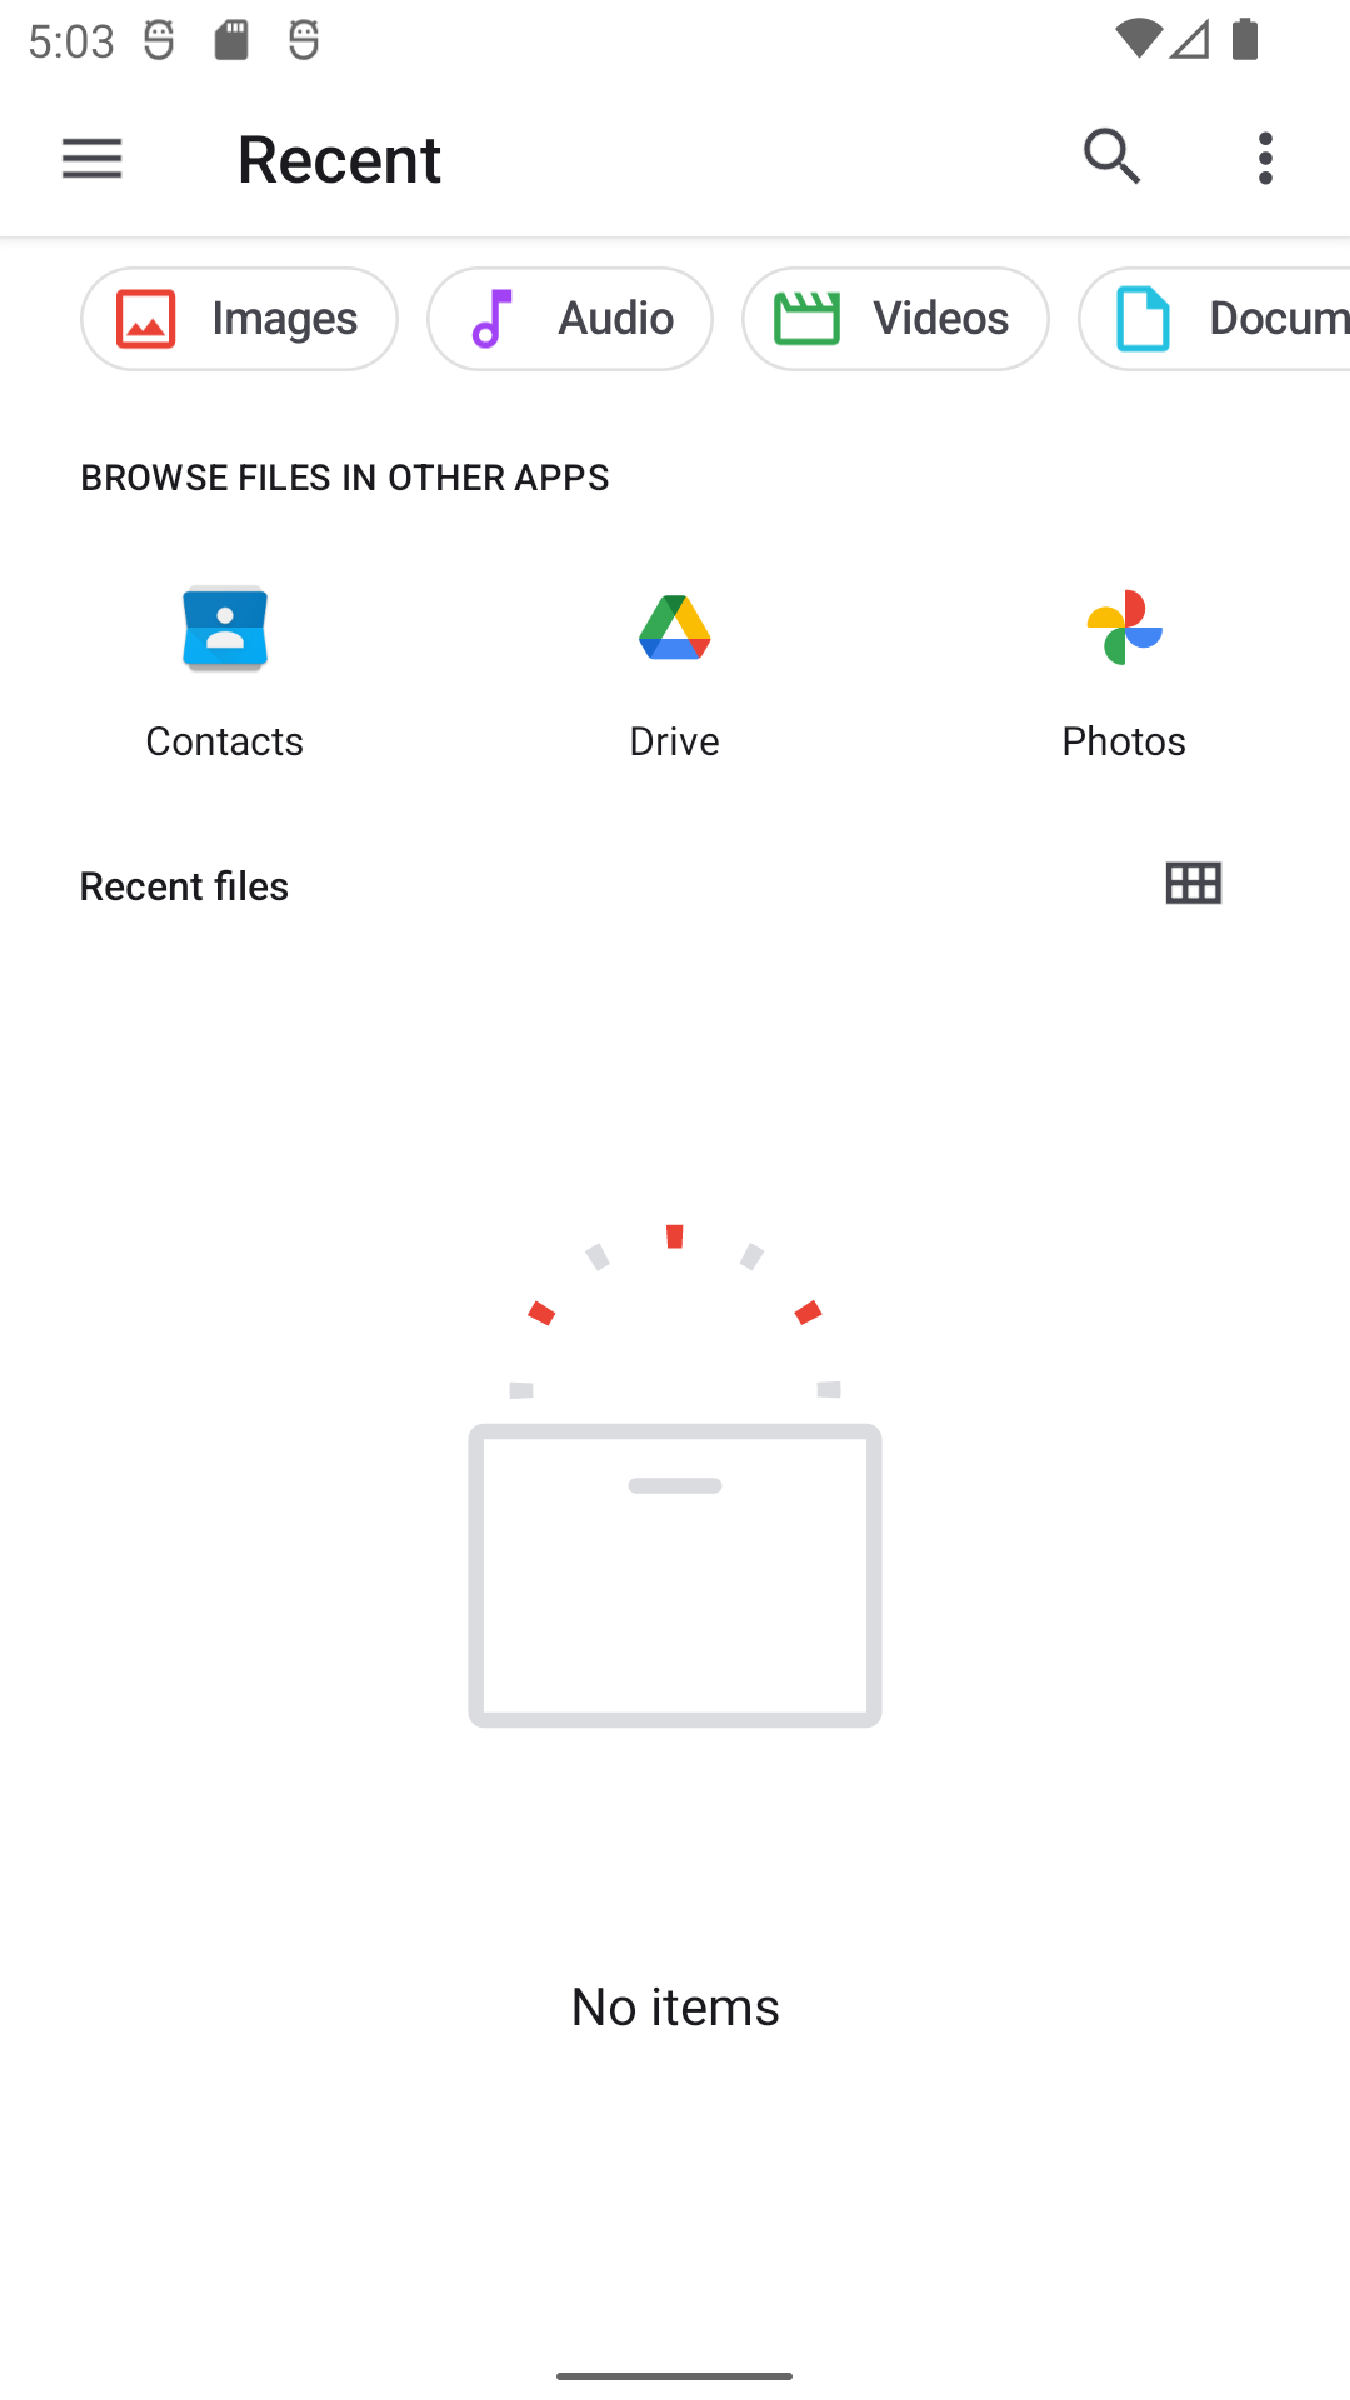 5:03
Recent
Images
Audio
Videos
Docum
BROWSE FILES IN OTHER APPS
Contacts
Drive
Photos
Recent files
No items